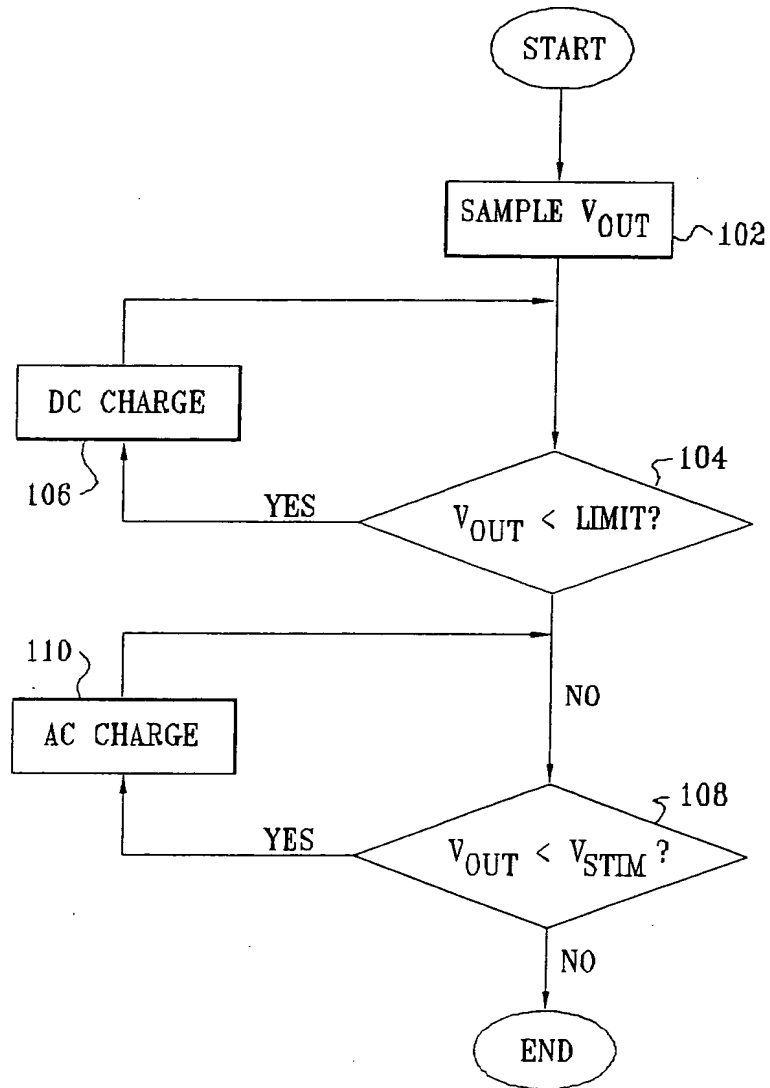 START
SAMPLE V_OUT
102
DC CHARGE
106
104
YES
V_OUT < LIMIT?
110
NO
AC CHARGE
108
YES
V_OUT < V_STIM ?
NO
END